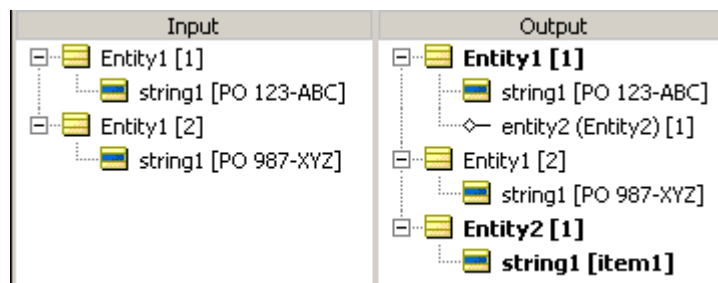 Input
Entity1 [1]
string1 [PO 123-ABC]
Entity1 [2]
string1 [PO 987-XYZ]
Output
Entity1 [1]
string1 [PO 123-ABC]
entity2 (Entity2) [1]
Entity1 [2]
string1 [PO 987-XYZ]
Entity2 [1]
string1 [item1]